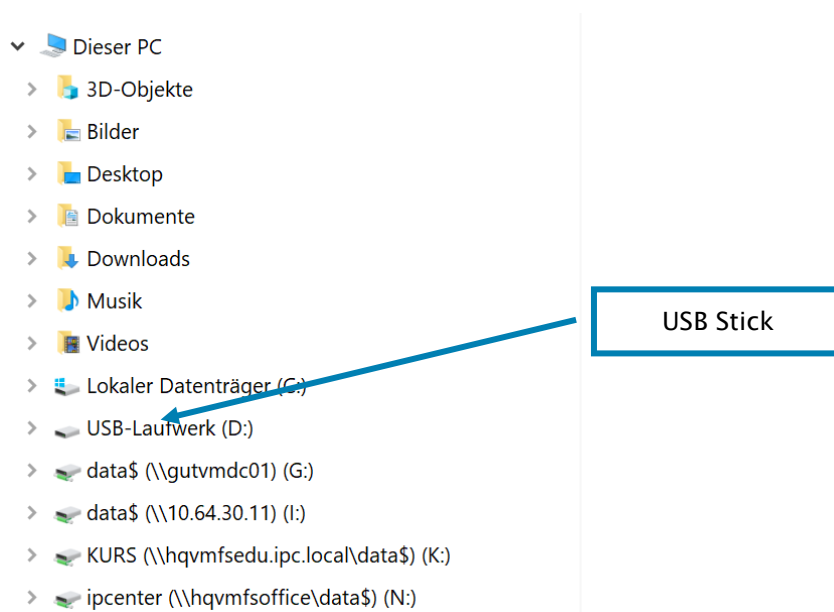 Dieser PC
3D-Objekte
Bilder
Desktop
Dokumente
Downloads
Musik
Videos
Lokaler Datenträger (C:)
USB-Laufwerk (D:)
data$ (\\gutvmdc01) (G:)
data$ (\\10.64.30.11) (I:)
KURS (\\hqvmfsedu.ipc.local\data$) (K:)
ipcenter (\\hqvmfsoffice\data$) (N:)
USB Stick